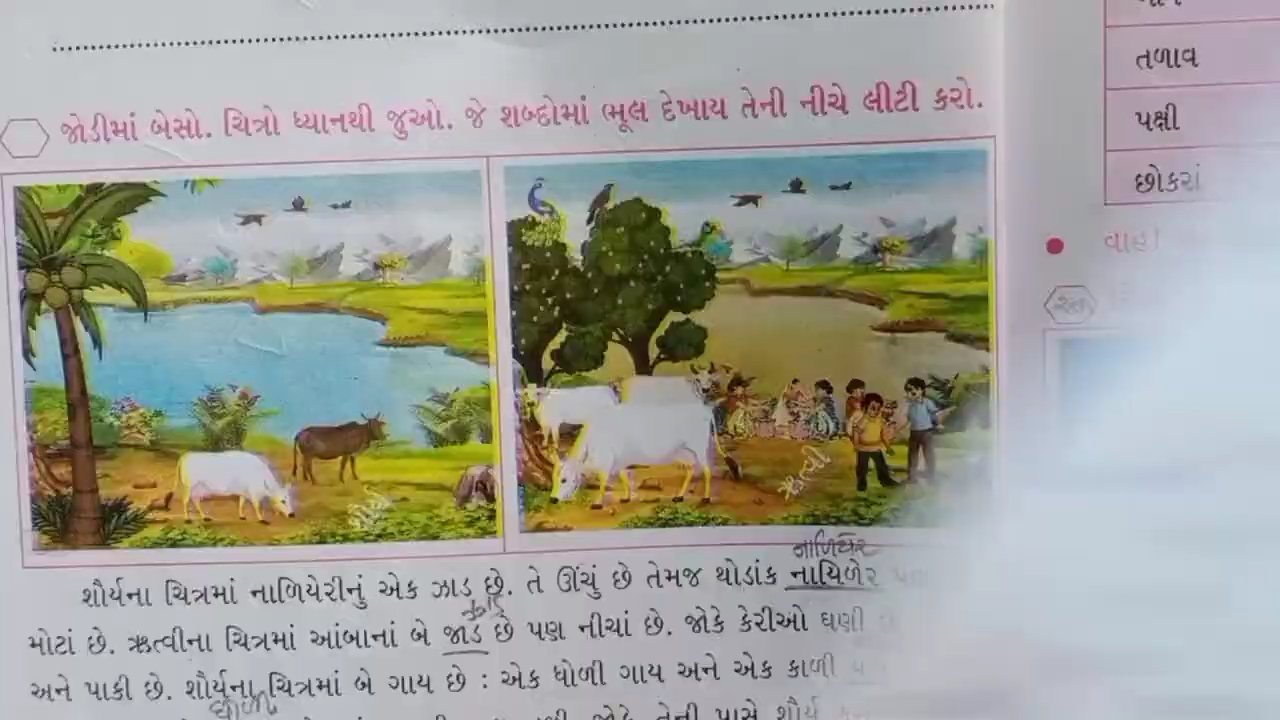 જોડીમાં બેસો. ચિત્રો ધ્યાનથી જુઓ. જે શબ્દોમાં ભૂલ દેખાય તેની નીચે લીટી કરો.
શૌર્ય
ઋત્વી
નાળિયેર
શૌર્યના ચિત્રમાં નાળિયેરીનું એક ઝાડ છે. તે ઊંચું છે તેમજ થોડાંક નાયિળેર
ઝાડ
મોટાં છે. ઋત્વીના ચિત્રમાં આંબાનાં બે જાડ છે પણ નીચાં છે. જોકે કેરીઓ ઘણી
અને પાકી છે. શૌર્યના ચિત્રમાં બે ગાય છે : એક ધોળી ગાય અને એક કાળી
ધોળી
જોકે તેની પાસે શૌર્ય
તળાવ
પક્ષી
છોકરાં